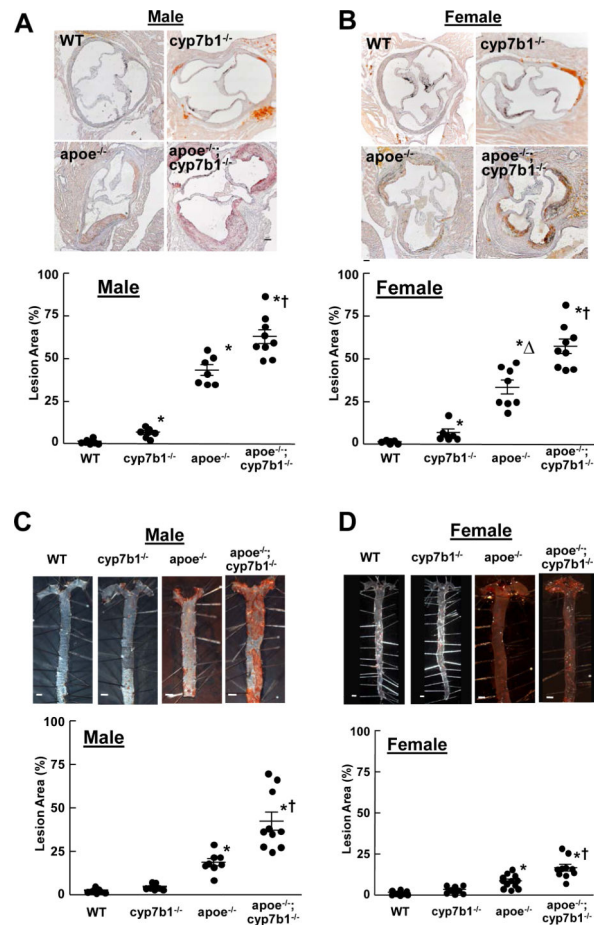 A
Male
WT
cyp7b1-/-
apoe-/-
apoe-/-;
cyp7b1-/-
Lesion Area (%)
100
75
50
25
0
Male
*
*
*†
WT
cyp7b1-/-
apoe-/-
apoe-/-;
cyp7b1-/-
B
Female
WT
cyp7b1-/-
apoe-/-
apoe-/-;
cyp7b1-/-
Lesion Area (%)
100
75
50
25
0
Female
*
*Δ
*†
WT
cyp7b1-/-
apoe-/-
apoe-/-;
cyp7b1-/-
C
Male
WT
cyp7b1-/-
apoe-/-
apoe-/-;
cyp7b1-/-
Lesion Area (%)
100
75
50
25
0
Male
*
*†
WT
cyp7b1-/-
apoe-/-
apoe-/-;
cyp7b1-/-
D
Female
WT
cyp7b1-/-
apoe-/-
apoe-/-;
cyp7b1-/-
Lesion Area (%)
100
75
50
25
0
Female
*
*†
WT
cyp7b1-/-
apoe-/-
apoe-/-;
cyp7b1-/-